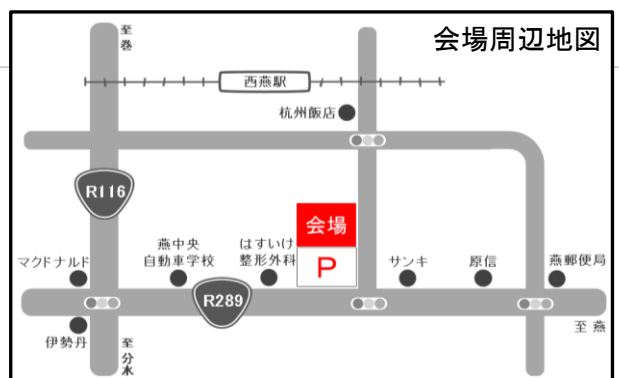 会場周辺地図
至
巻
西燕駅
杭州飯店
R116
会場
P
マクドナルド
燕中央
自動車学校
はすいけ
整形外科
サンキ
原信
燕郵便局
R289
伊勢丹
至
分
水
至 燕